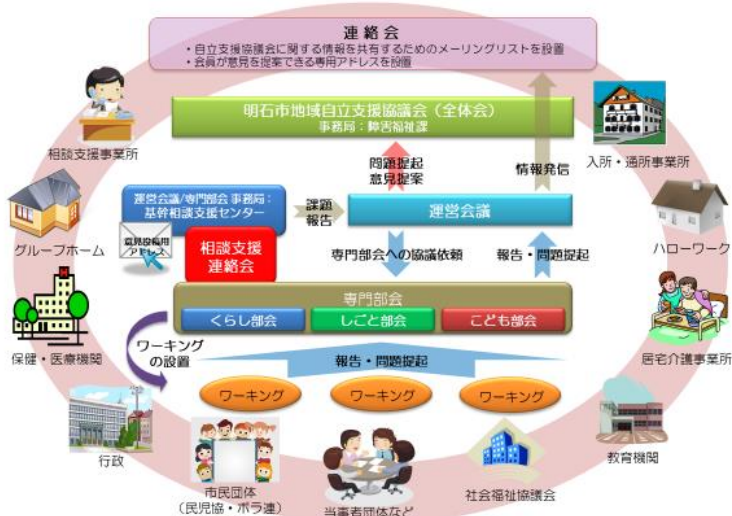 連絡会
・自立支援協議会に関する情報を共有するためのメーリングリストを設置
・会員が意見を提案できる専用アドレスを設置
相談支援事業所
明石市地域自立支援協議会（全体会）
事務局：障害福祉課
入所・通所事業所
問題提起
意見提案
情報発信
グループホーム
運営会議/専門部会 事務局：
基幹相談支援センター
課題
報告
運営会議
ハローワーク
意見投稿用
アドレス
相談支援
連絡会
専門部会への協議依頼
報告・問題提起
専門部会
くらし部会
しごと部会
こども部会
保健・医療機関
ワーキング
の設置
報告・問題提起
居宅介護事業所
ワーキング
ワーキング
ワーキング
行政
教育機関
市民団体
（民児協・ボラ連）
当事者団体など
社会福祉協議会